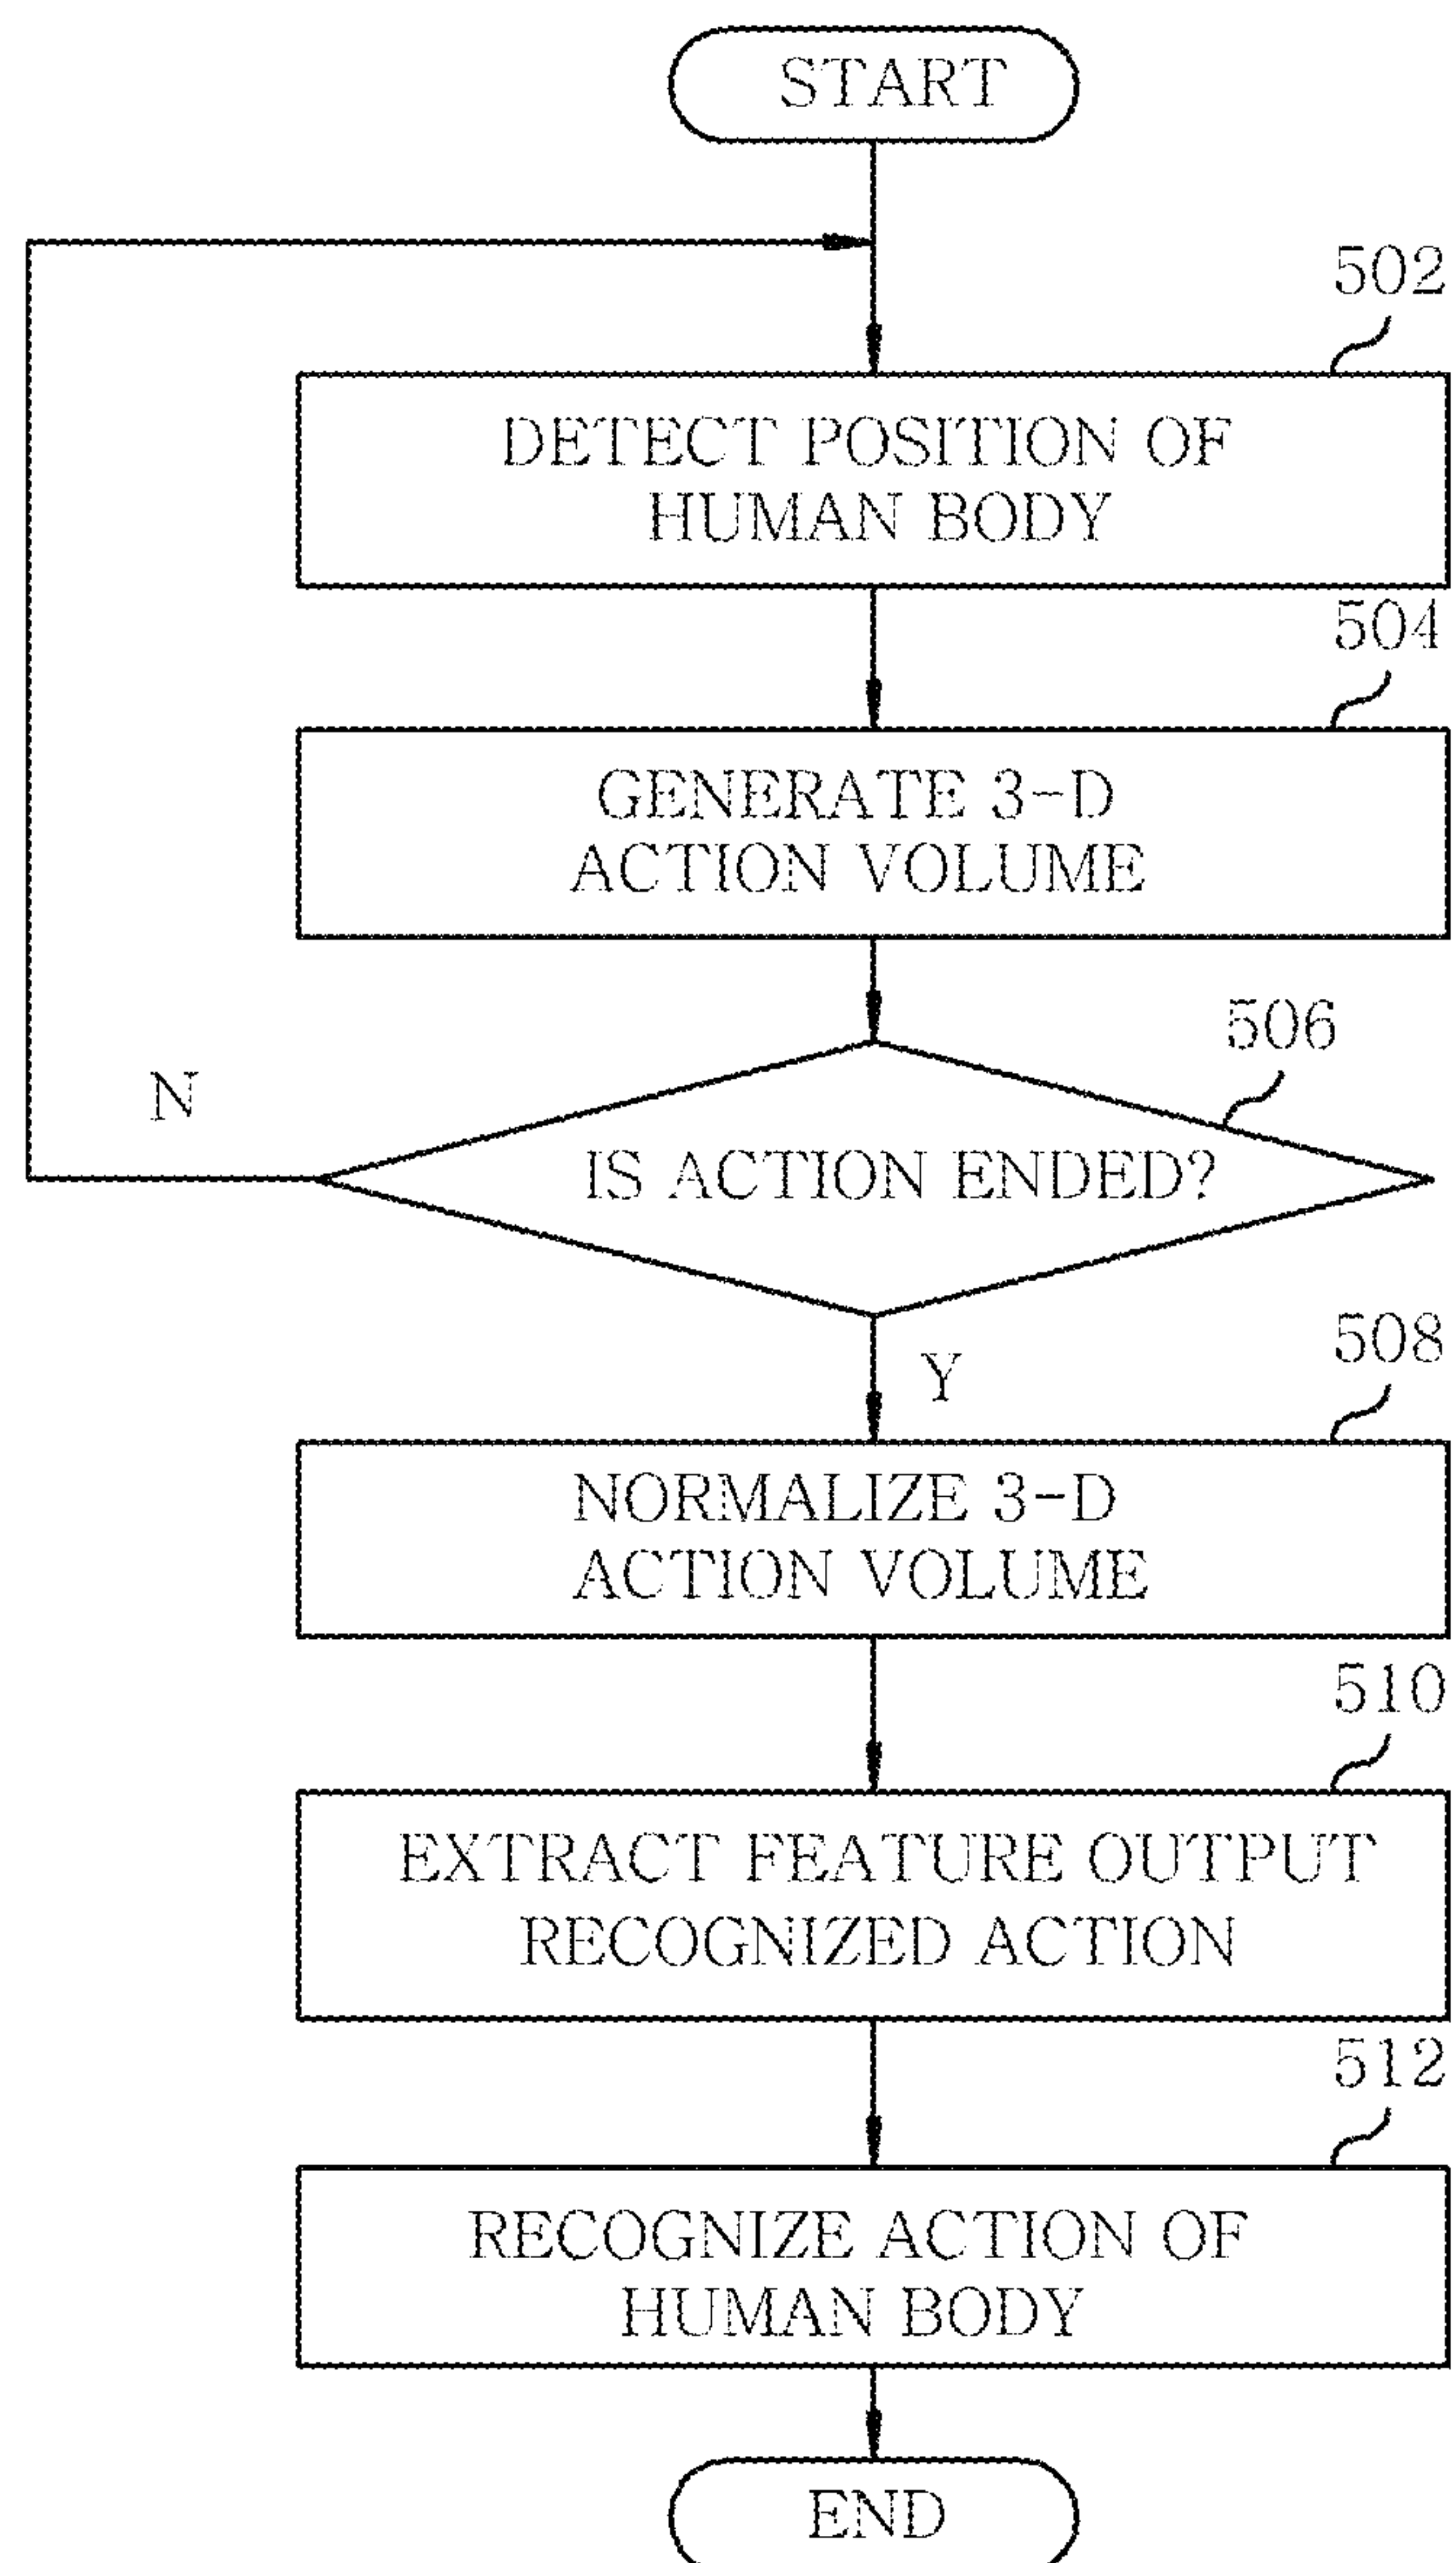 START
502
DETECT POSITION OF
HUMAN BODY
504
GENERATE 3-D
ACTION VOLUME
506
N
IS ACTION ENDED?
508
Y
NORMALIZE 3-D
ACTION VOLUME
510
EXTRACT FEATURE OUTPUT
RECOGNIZED ACTION
512
RECOGNIZE ACTION OF
HUMAN BODY
END